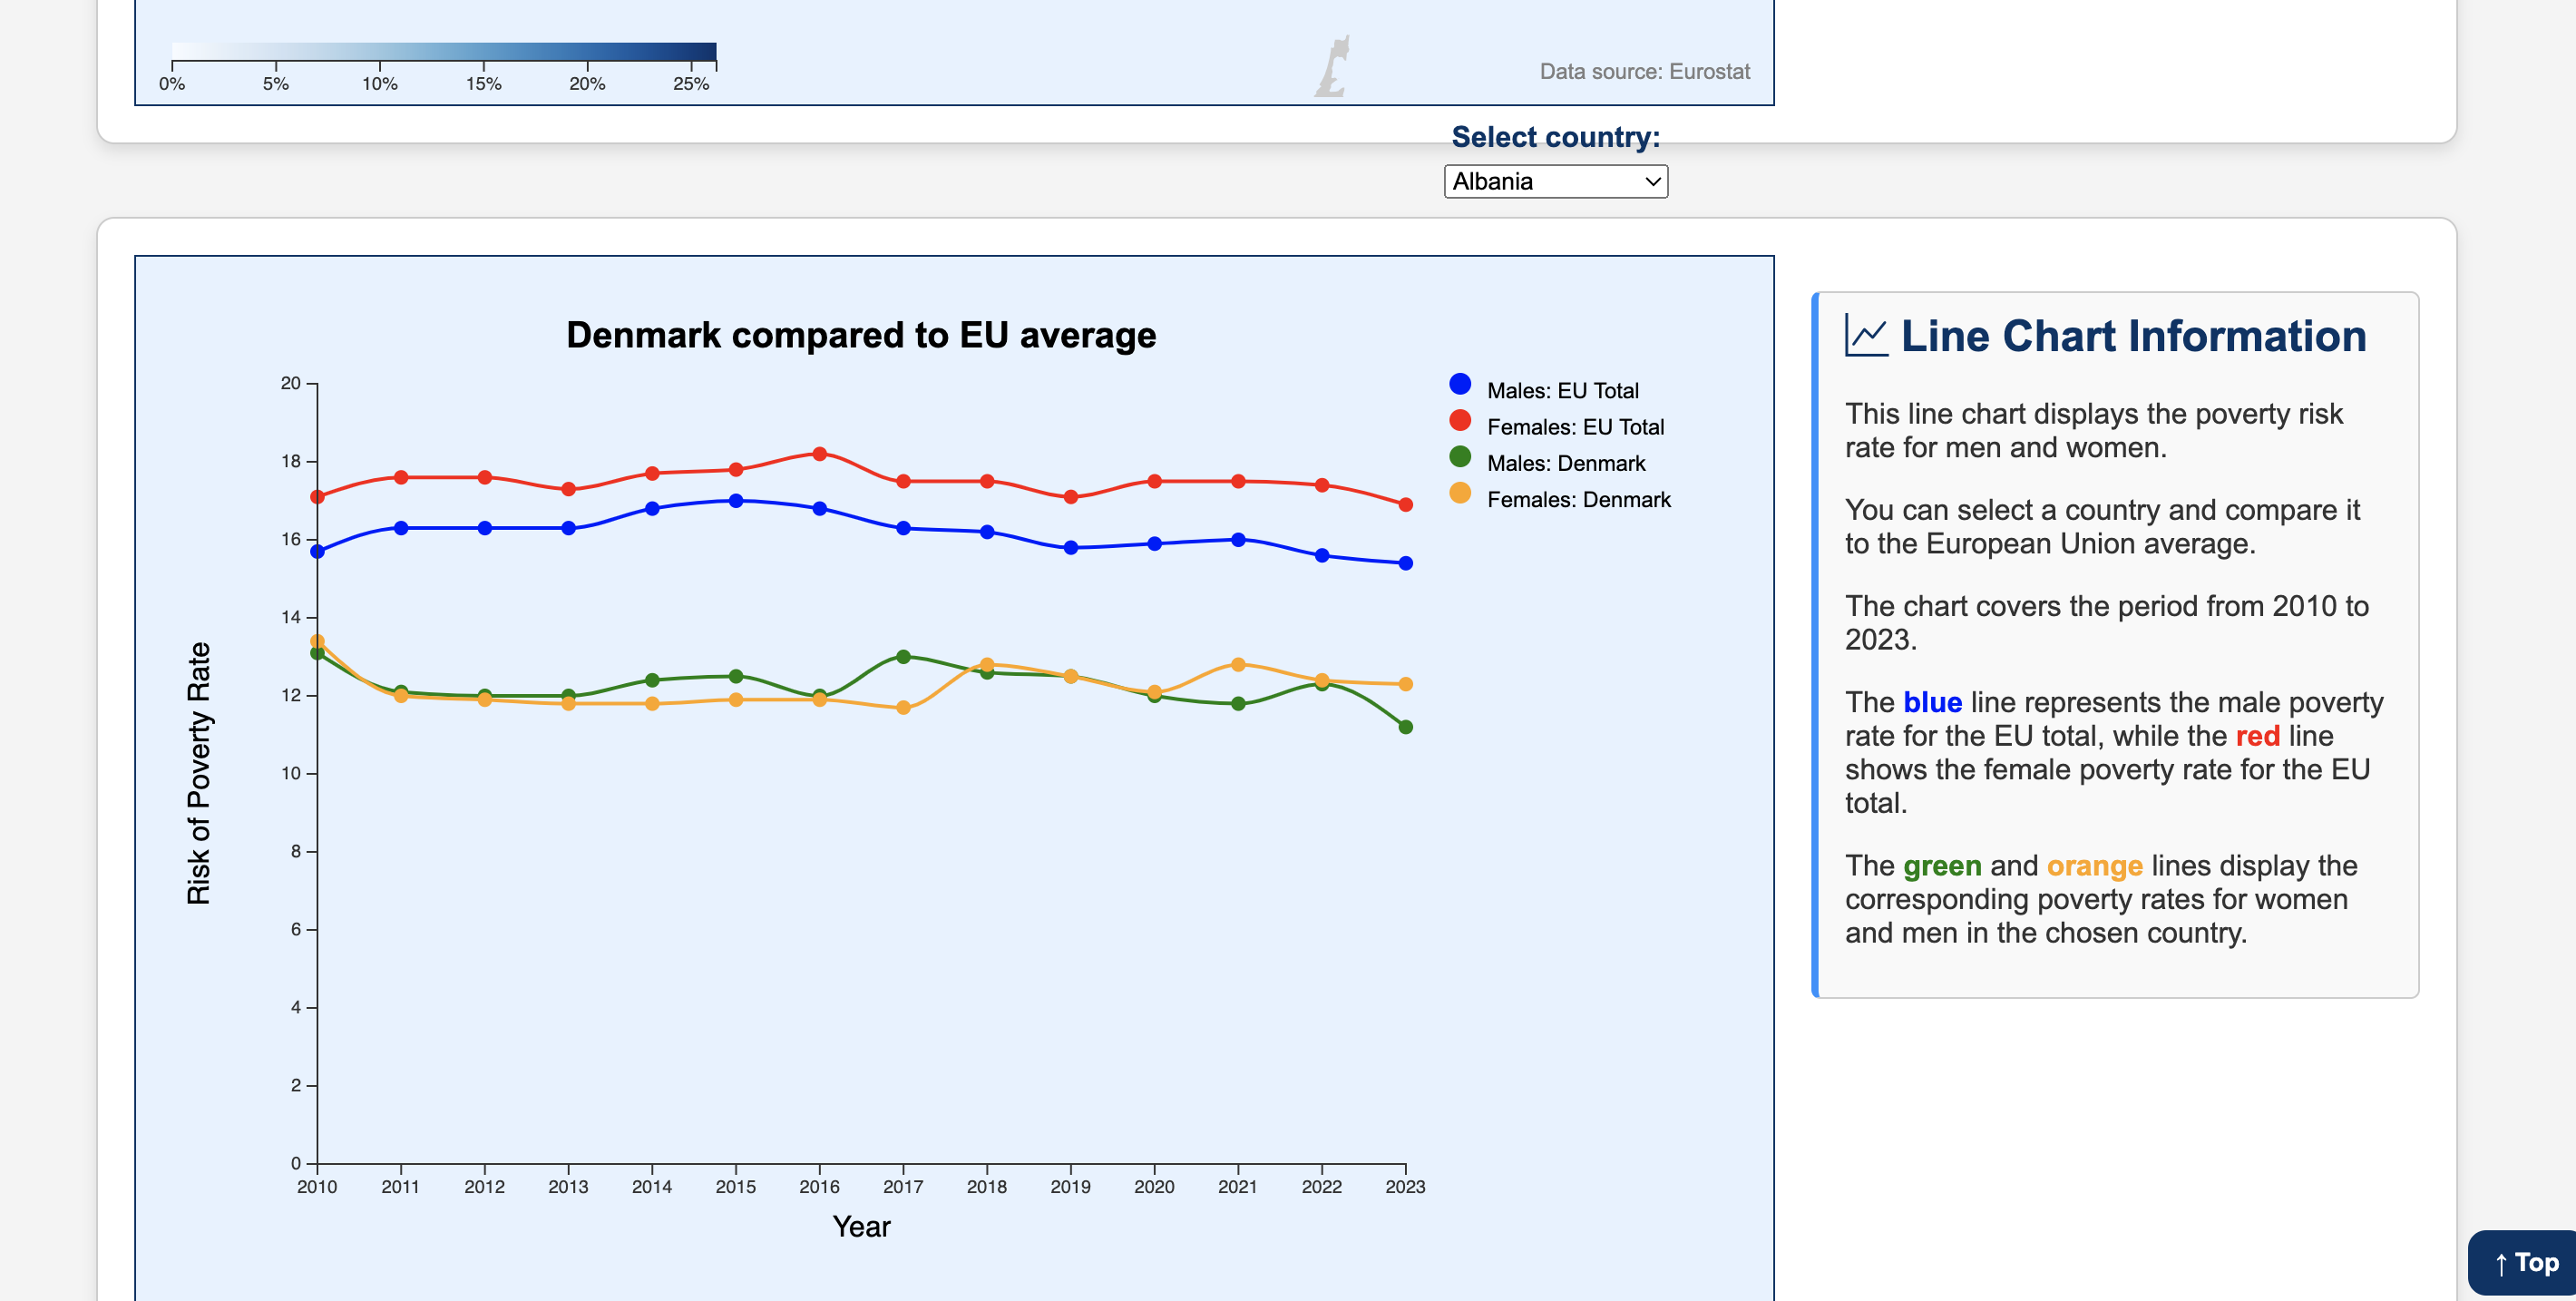 0% 5% 10% 15% 20% 25%
Data source: Eurostat
Select country:
Albania
Denmark compared to EU average
20
18
16
14
12
10
8
6
4
2
0
Risk of Poverty Rate
2010 2011 2012 2013 2014 2015 2016 2017 2018 2019 2020 2021 2022 2023
Year
Males: EU Total
Females: EU Total
Males: Denmark
Females: Denmark
Line Chart Information
This line chart displays the poverty risk
rate for men and women.
You can select a country and compare it
to the European Union average.
The chart covers the period from 2010 to
2023.
The blue line represents the male poverty
rate for the EU total, while the red line
shows the female poverty rate for the EU
total.
The green and orange lines display the
corresponding poverty rates for women
and men in the chosen country.
↑ Top